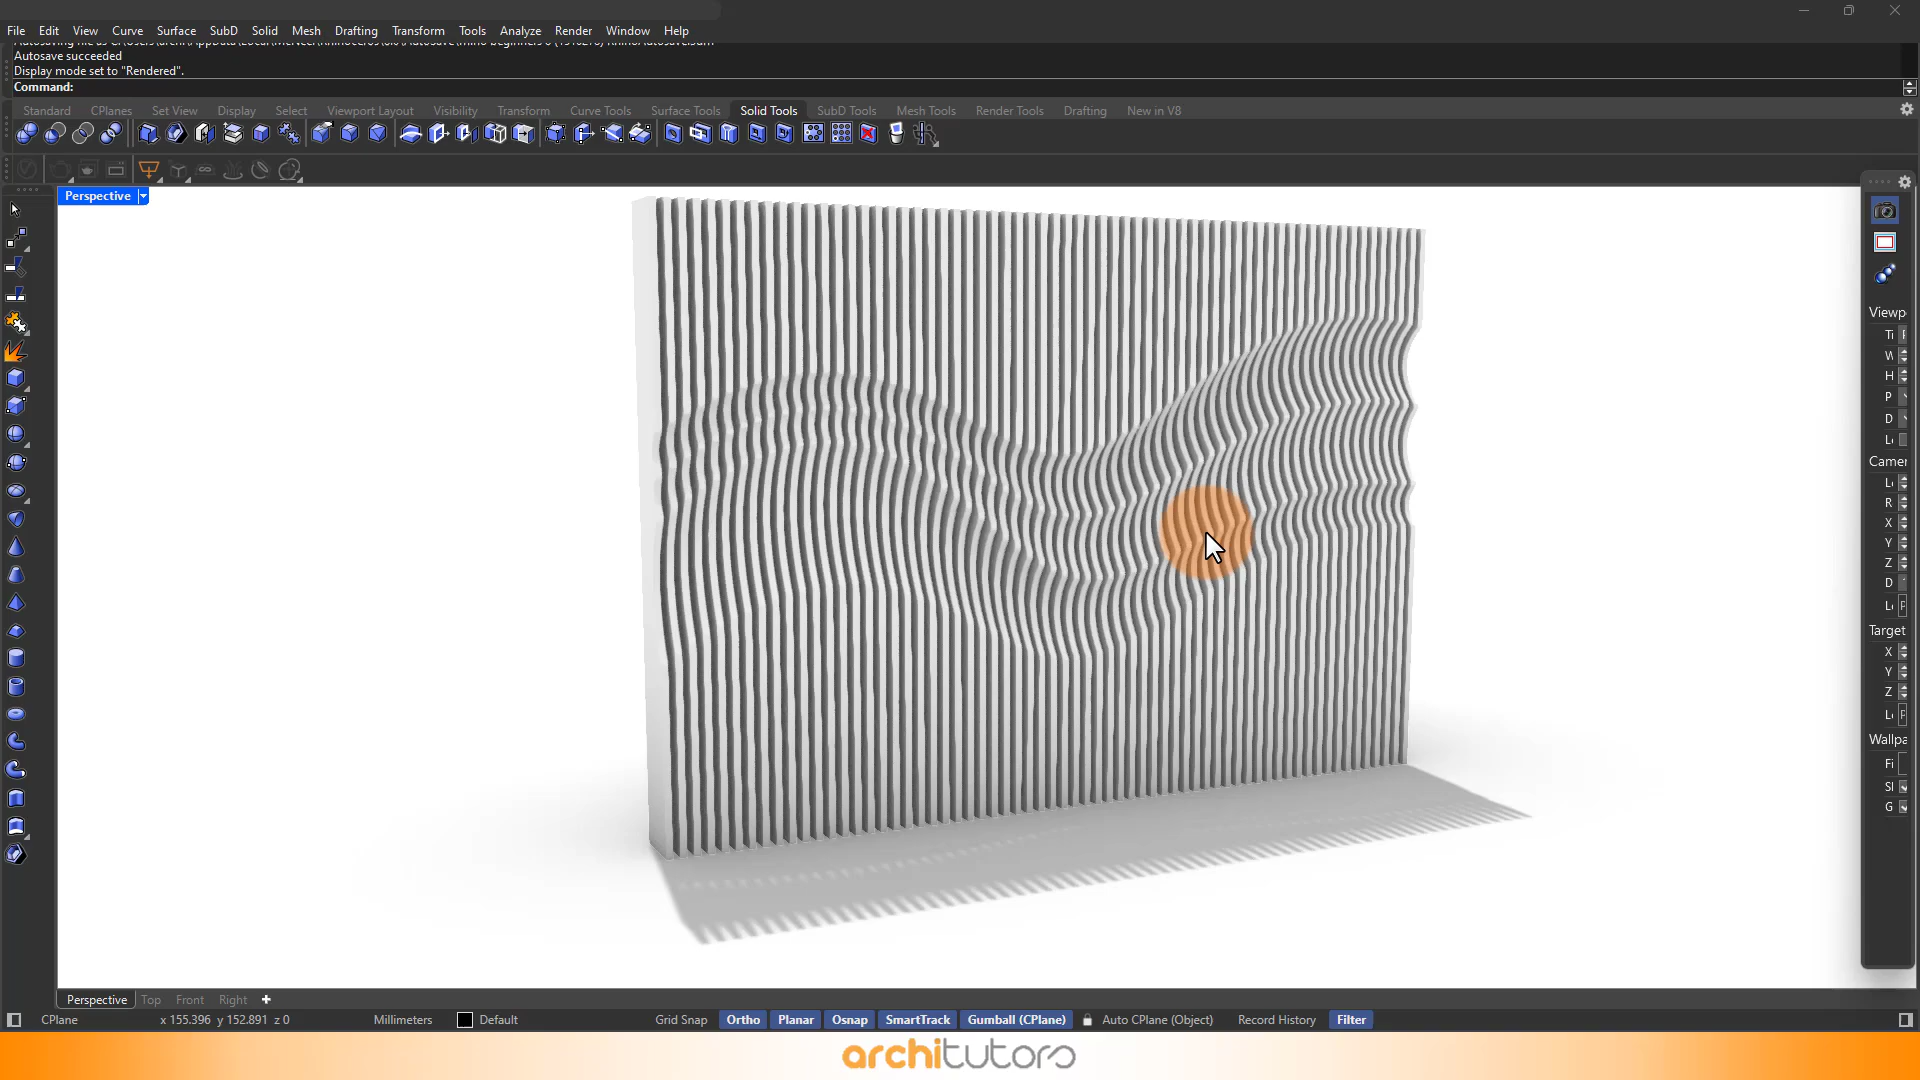 File Edit View Curve Surface SubD Solid Mesh Drafting Transform Tools Analyze Render Window Help
Autosave succeeded
Display mode set to "Rendered".
Command:
Standard CPlanes Set View Display Select Viewport Layout Visibility Transform Curve Tools Surface Tools Solid Tools SubD Tools Mesh Tools Render Tools Drafting New in V8
Perspective
Viewp
Ti
W
H
P
D
Camer
R
X
Y
Z
D
Target
X
Y
Z
Wallpa
Fi
G
Perspective Top Front Right
CPlane x 155.396 y 152.891 z 0 Millimeters Default Grid Snap Ortho Planar Osnap SmartTrack Gumball (CPlane) Auto CPlane (Object) Record History Filter
architutors